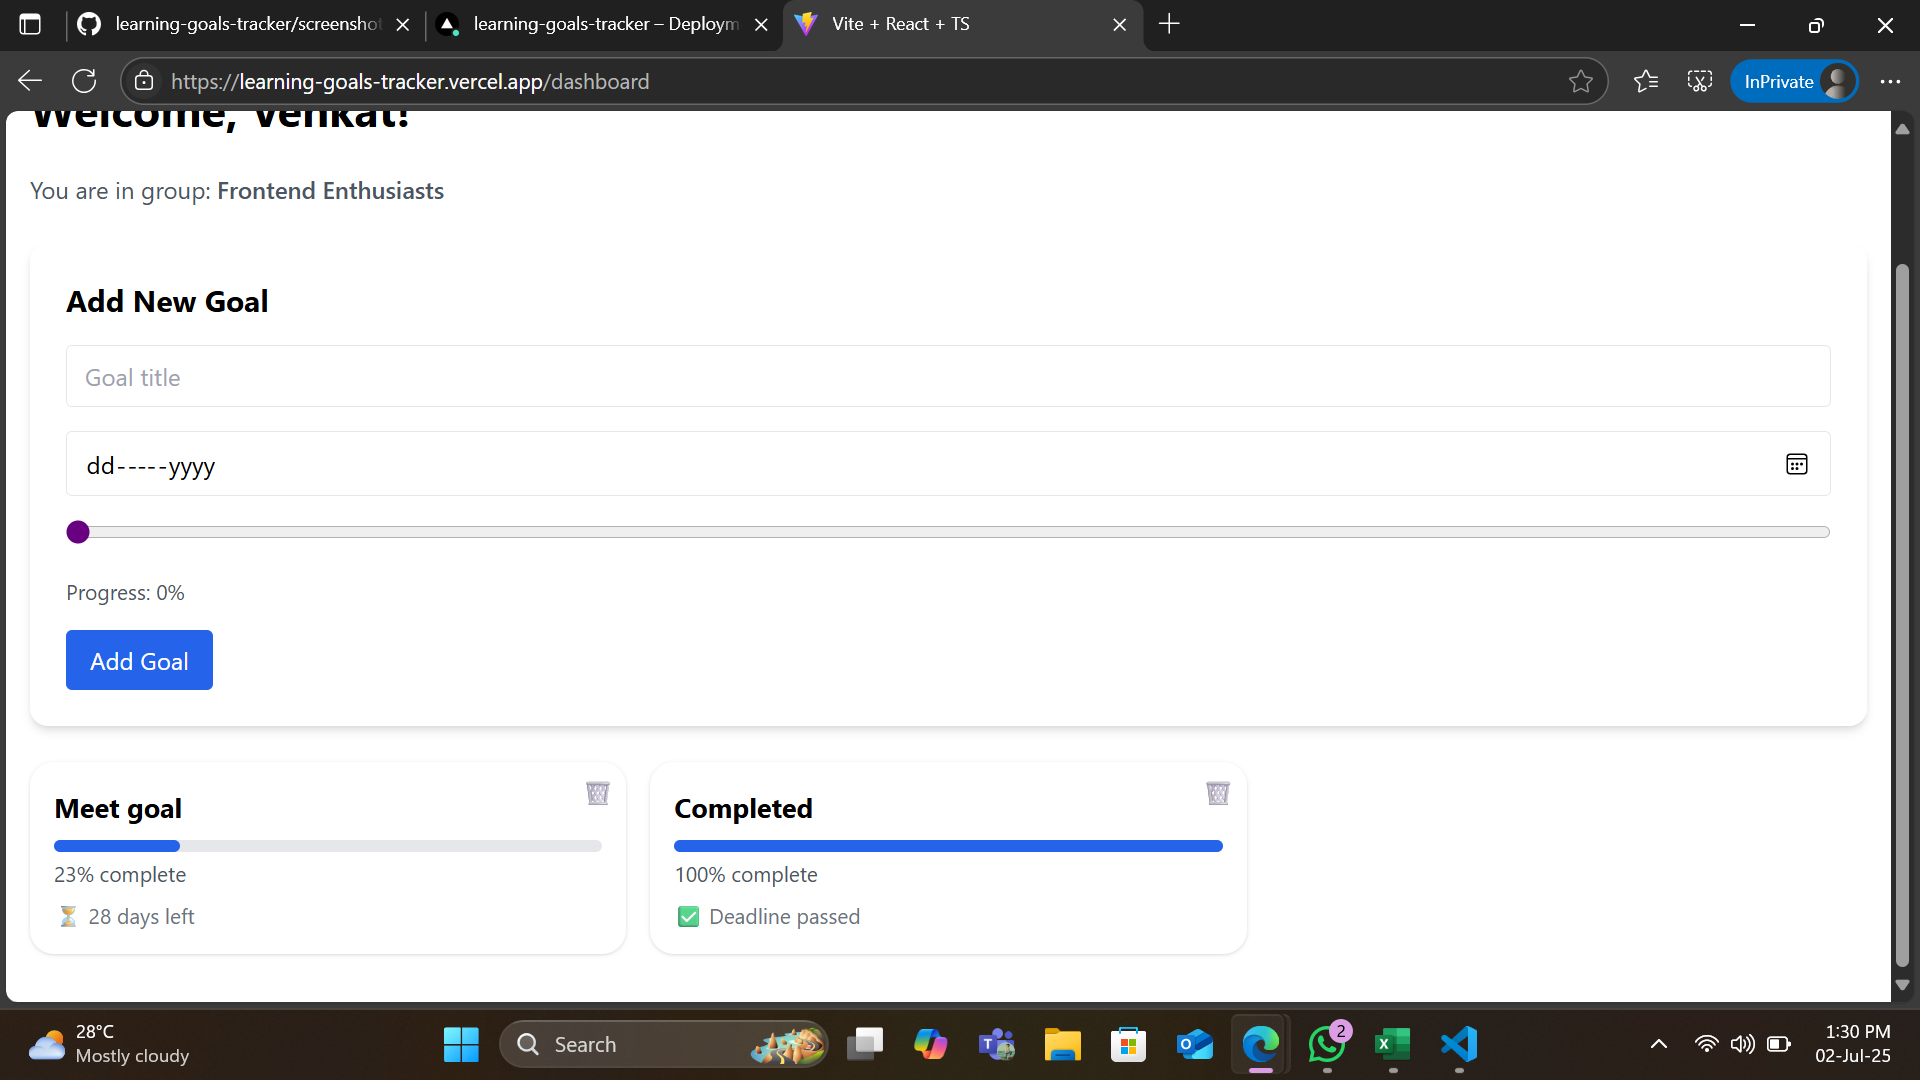 learning-goals-tracker/screenshot
learning-goals-tracker – Deploym
Vite + React + TS
https://learning-goals-tracker.vercel.app/dashboard
InPrivate
Welcome, Venkat!
You are in group: Frontend Enthusiasts
Add New Goal
Goal title
dd-----yyyy
Progress: 0%
Add Goal
Meet goal
23% complete
⏳ 28 days left
Completed
100% complete
✅ Deadline passed
28°C
Mostly cloudy
Search
2
1:30 PM
02-Jul-25